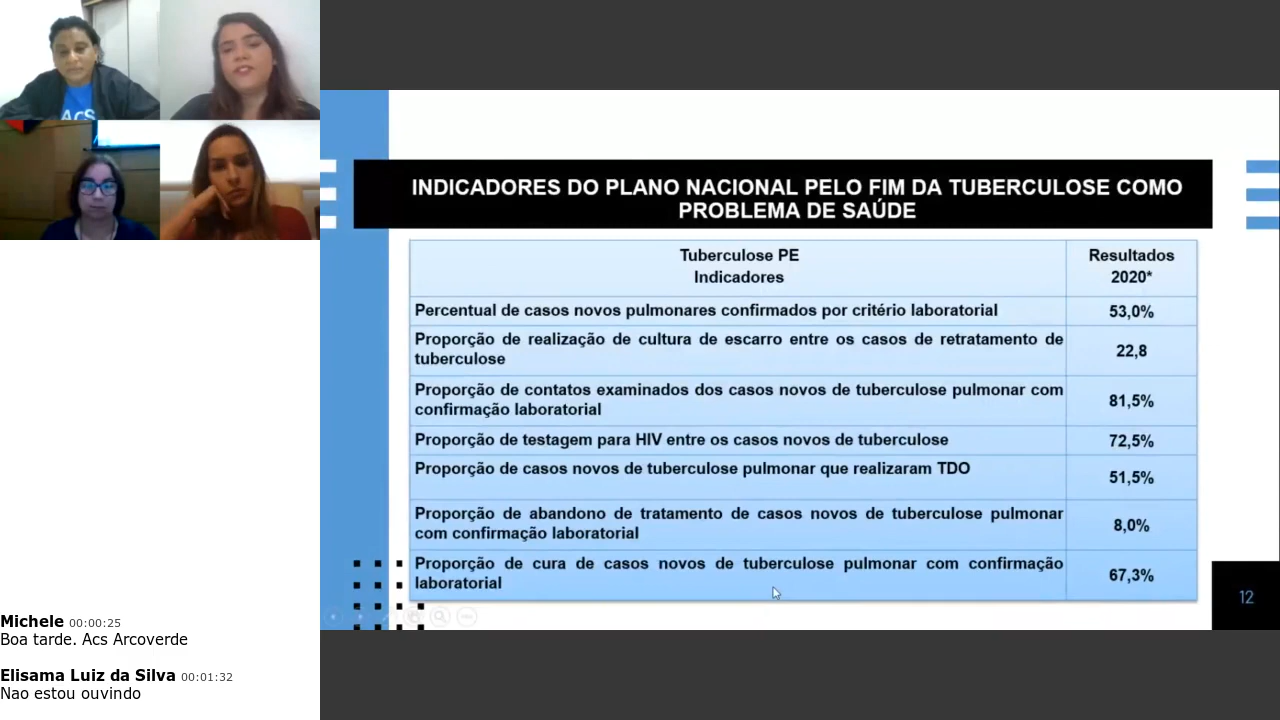 ACS
INDICADORES DO PLANO NACIONAL PELO FIM DA TUBERCULOSE COMO
PROBLEMA DE SAÚDE
Tuberculose PE
Indicadores
Resultados
2020*
Percentual de casos novos pulmonares confirmados por critério laboratorial
53,0%
Proporção de realização de cultura de escarro entre os casos de retratamento de
tuberculose
22,8
Proporção de contatos examinados dos casos novos de tuberculose pulmonar com
confirmação laboratorial
81,5%
Proporção de testagem para HIV entre os casos novos de tuberculose
72,5%
Proporção de casos novos de tuberculose pulmonar que realizaram TDO
51,5%
Proporção de abandono de tratamento de casos novos de tuberculose pulmonar
com confirmação laboratorial
8,0%
Proporção de cura de casos novos de tuberculose pulmonar com confirmação
laboratorial
67,3%
12
Michele 00:00:25
Boa tarde. Acs Arcoverde
Elisama Luiz da Silva 00:01:32
Nao estou ouvindo